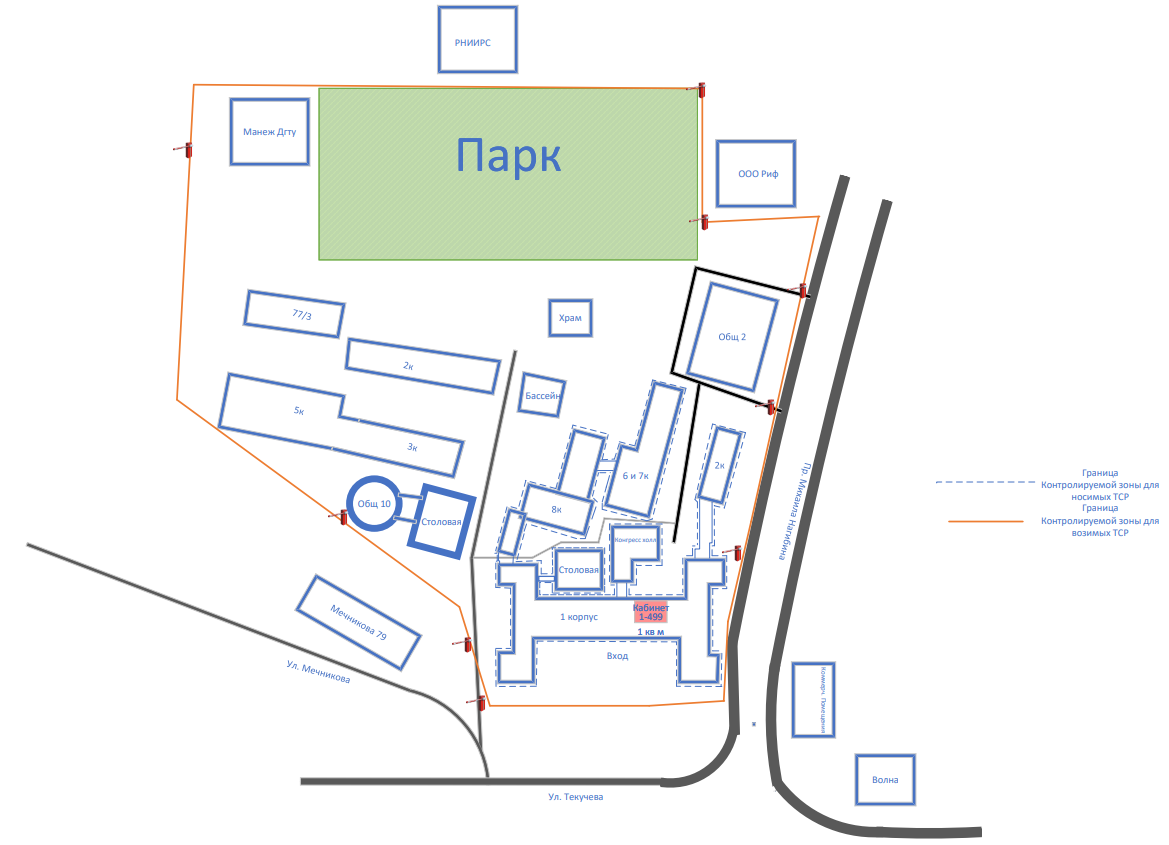 РНИИРС
Манеж Дгту
Парк
ООО Риф
77/3
Храм
Общ 2
2к
Бассейн
5к
3к
6 и 7к
2к
8к
Общ 10
Столовая
Конгресс холл
Столовая
Пр. Михаила Нагибина
Граница
Контролируемой зоны для
носимых ТСР
Граница
Контролируемой зоны для
возимых ТСР
Мечникова 79
1 корпус
Кабинет
1-499
1 кв м
Вход
Ул. Мечникова
Коммерч. Помещения
Волна
Ул. Текучева